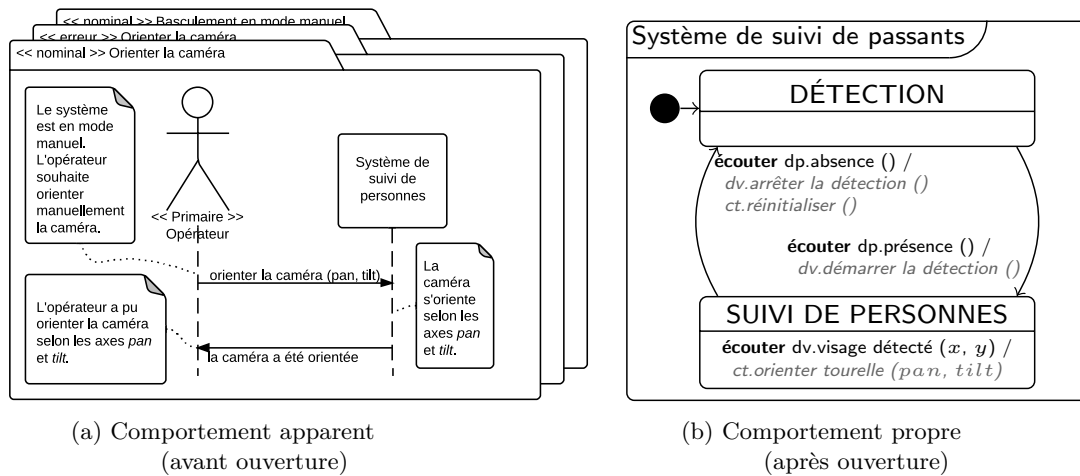 << nominal >> Basculement en mode manuel
<< erreur >> Orienter la caméra
<< nominal >> Orienter la caméra
Le système
est en mode
manuel.
L'opérateur
souhaite
orienter
manuellement
la caméra.
<< Primaire >>
Opérateur
Système de
suivi de
personnes
orienter la caméra (pan, tilt)
La
caméra
s'oriente
selon les
axes pan
et tilt.
L'opérateur a pu
orienter la caméra
selon les axes pan
et tilt.
la caméra a été orientée
(a) Comportement apparent
(avant ouverture)
Système de suivi de passants
DÉTECTION
écouter dp.absence () /
dv.arrêter la détection ()
ct.réinitialiser ()
écouter dp.présence () /
dv.démarrer la détection ()
SUIVI DE PERSONNES
écouter dv.visage détecté (x, y) /
ct.orienter tourelle (pan, tilt)
(b) Comportement propre
(après ouverture)